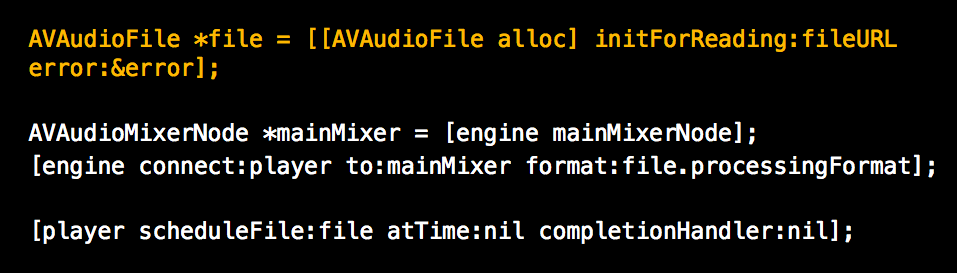 AVAudioFile *file = [[AVAudioFile alloc] initForReading:fileURL
error:&error];
AVAudioMixerNode *mainMixer = [engine mainMixerNode];
[engine connect:player to:mainMixer format:file.processingFormat];
[player scheduleFile:file atTime:nil completionHandler:nil];